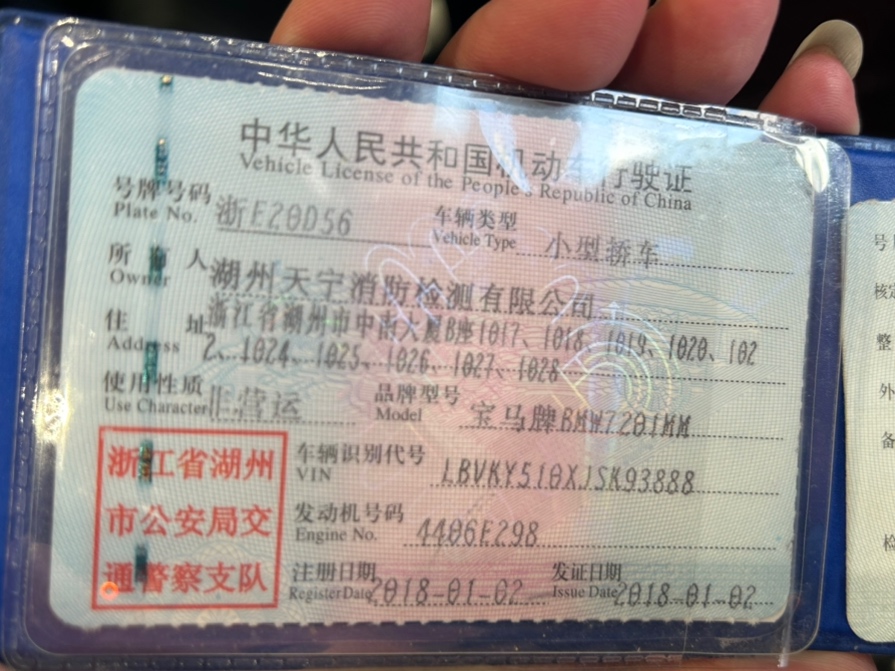 中华人民共和国机动车行驶证
Vehicle License of the People's Republic of China
号牌号码 浙E20D56 车辆类型 小型轿车
Plate No. Vehicle Type
所有人 湖州天宁消防检测有限公司
Owner
住址 浙江省湖州市中南大厦B座1017、1018、1019、1020、102
Address 2、1024、1025、1026、1027、1028
使用性质 非营运 品牌型号 宝马牌BMW7201MM
Use Character Model
浙江省湖州
市公安局交
通警察支队
车辆识别代号 LBVKY510XJSK93888
VIN
发动机号码 4406E298
Engine No.
注册日期 2018-01-02 发证日期 2018-01-02
Register Date Issue Date
号
核定
整
外
备
检